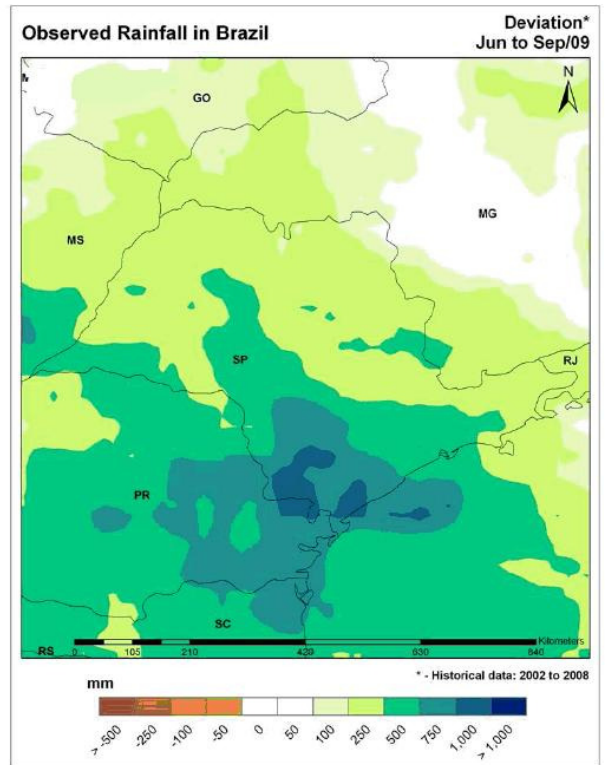 Observed Rainfall in Brazil
Deviation*
Jun to Sep/09
N
GO
MG
MS
SP
RJ
PR
SC
RS
Kilometers
0 105 210 420 630 840
* - Historical data: 2002 to 2008
mm
> -500 -250 -100 -50 0 50 100 200 500 750 1,000 > 1,000